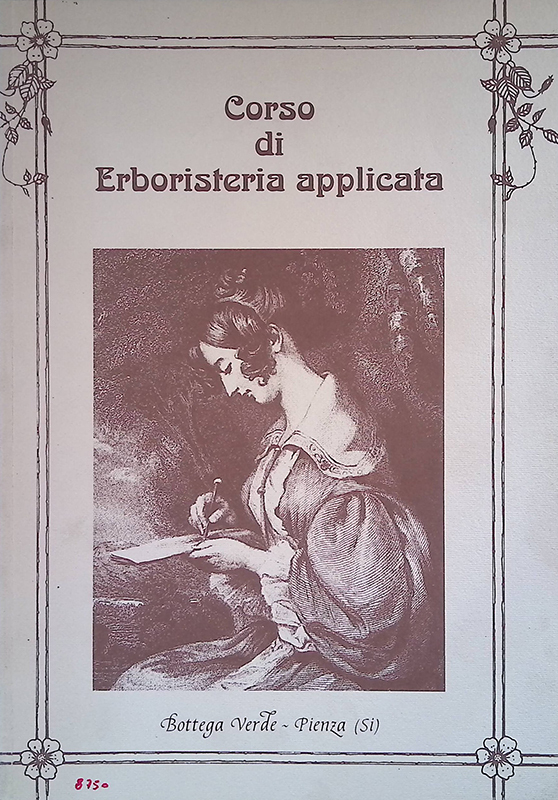 Corso
di
Erboristeria applicata
Bottega Verde ~ Pienza (Si)
8750